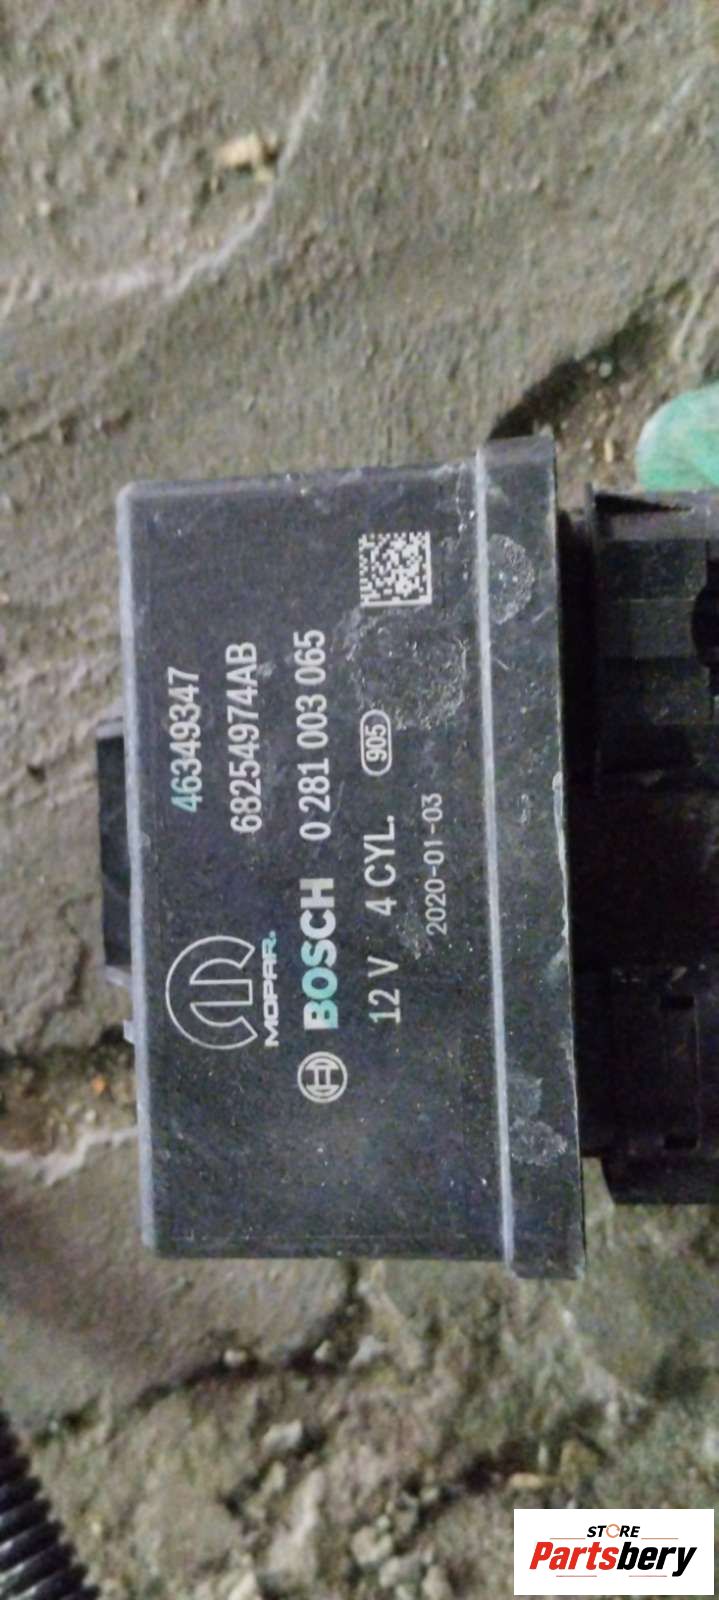 46349347
68254974AB
MOPAR.
BOSCH 0 281 003 065
12 V 4 CYL. 905
2020-01-03
STORE
Partsbery